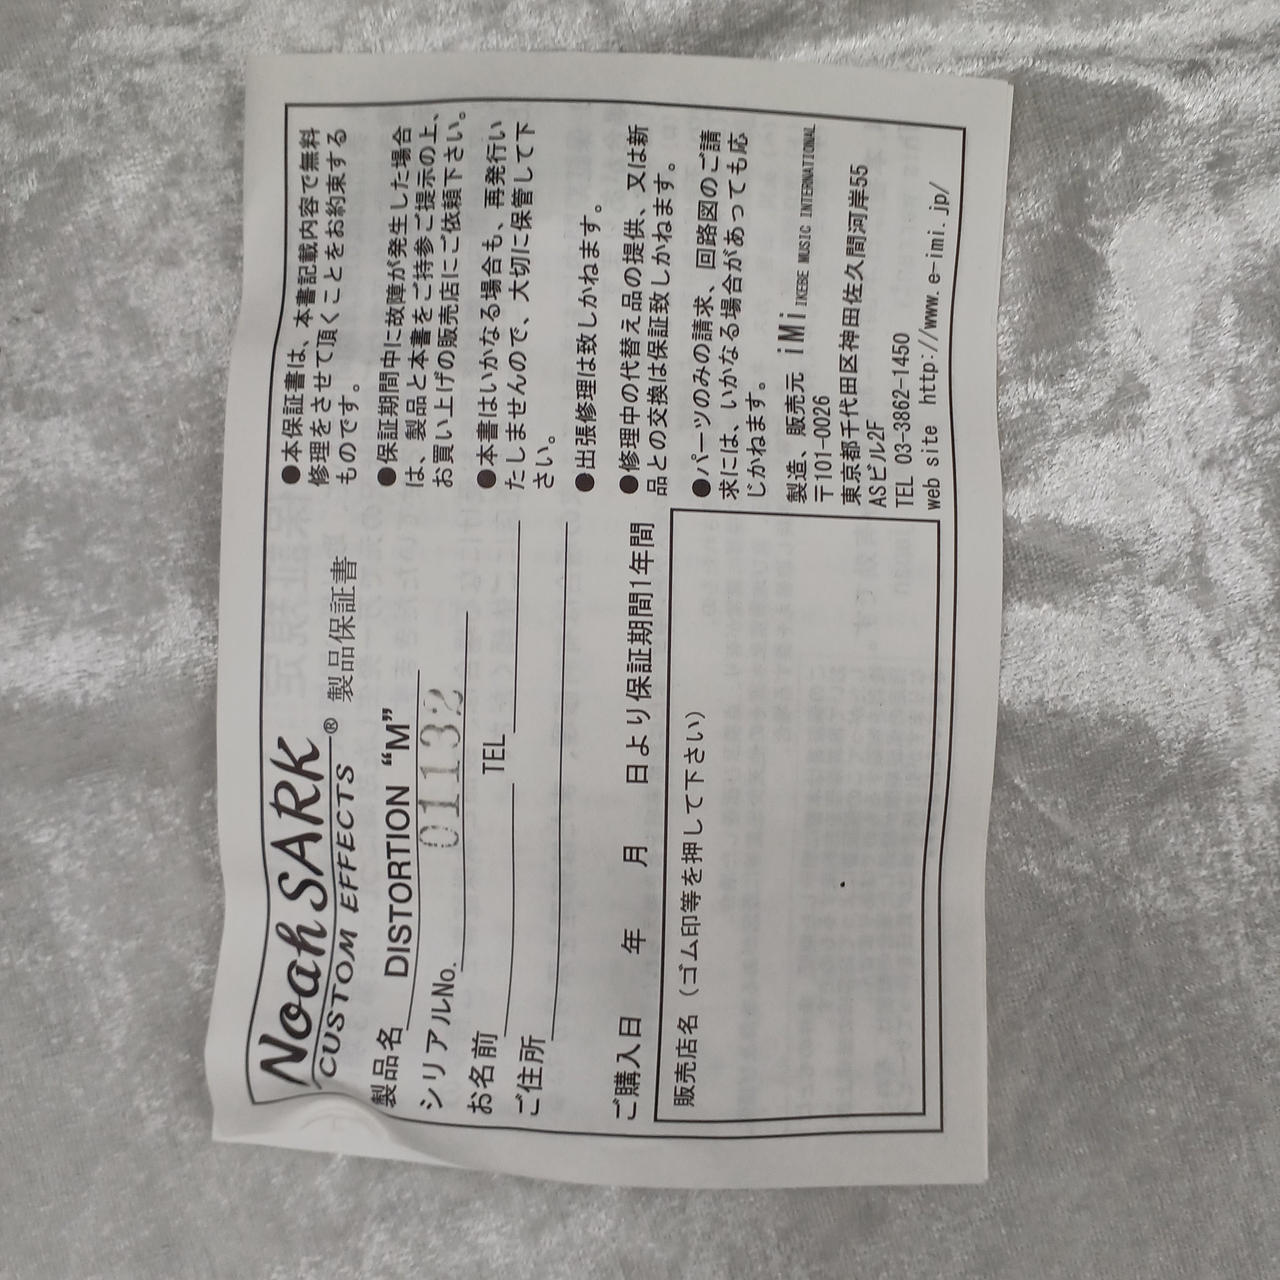 Noah SARK
CUSTOM EFFECTS ® 製品保証書
製品名 DISTORTION “M”
シリアルNo. 01132
お名前 TEL
ご住所
ご購入日 年 月 日より保証期間1年間
販売店名（ゴム印等を押して下さい）
●本保証書は、本書記載内容で無料
修理をさせて頂くことをお約束する
ものです。
●保証期間中に故障が発生した場合
は、製品と本書をご持参ご提示の上、
お買い上げの販売店にご依頼下さい。
●本書はいかなる場合も、再発行い
たしませんので、大切に保管して下
さい。
●出張修理は致しかねます。
●修理中の代替え品の提供、又は新
品との交換は保証致しかねます。
●パーツのみの請求、回路図のご請
求には、いかなる場合があっても応
じかねます。
製造、販売元 iMi IKEBE MUSIC INTERNATIONAL
〒101-0026
東京都千代田区神田佐久間河岸55
ASビル2F
TEL 03-3862-1450
web site http://www.e-imi.jp/